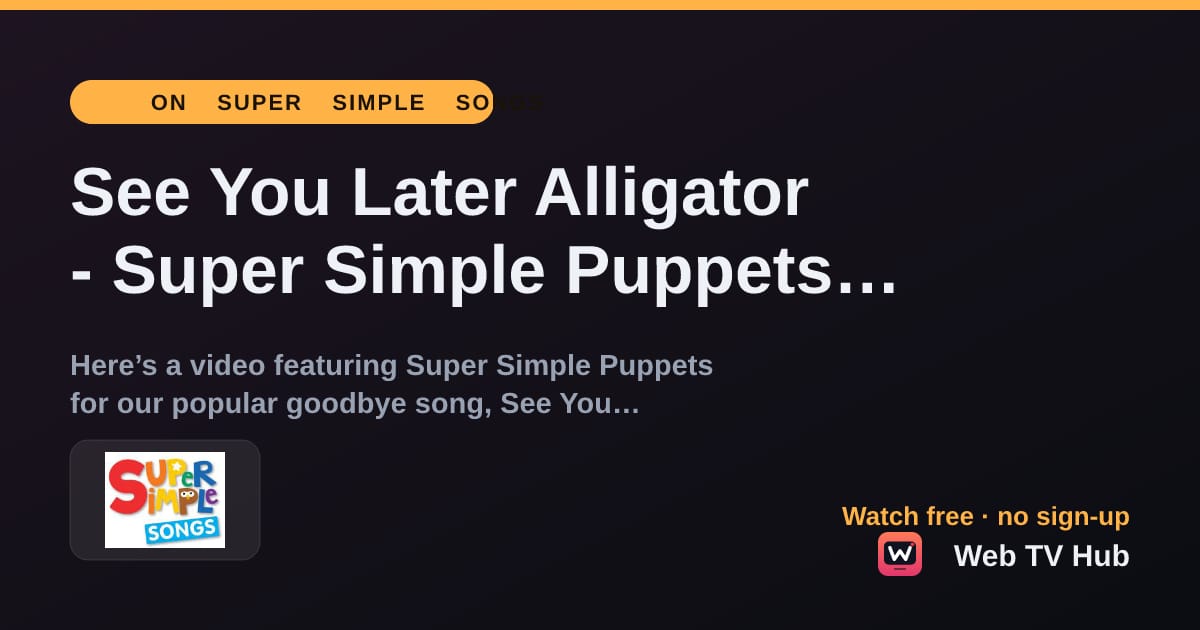 ON SUPER SIMPLE SONGS
See You Later Alligator
- Super Simple Puppets…
Here’s a video featuring Super Simple Puppets
for our popular goodbye song, See You…
SUPeR
SiMPLe
SONGS
Watch free · no sign-up
W Web TV Hub